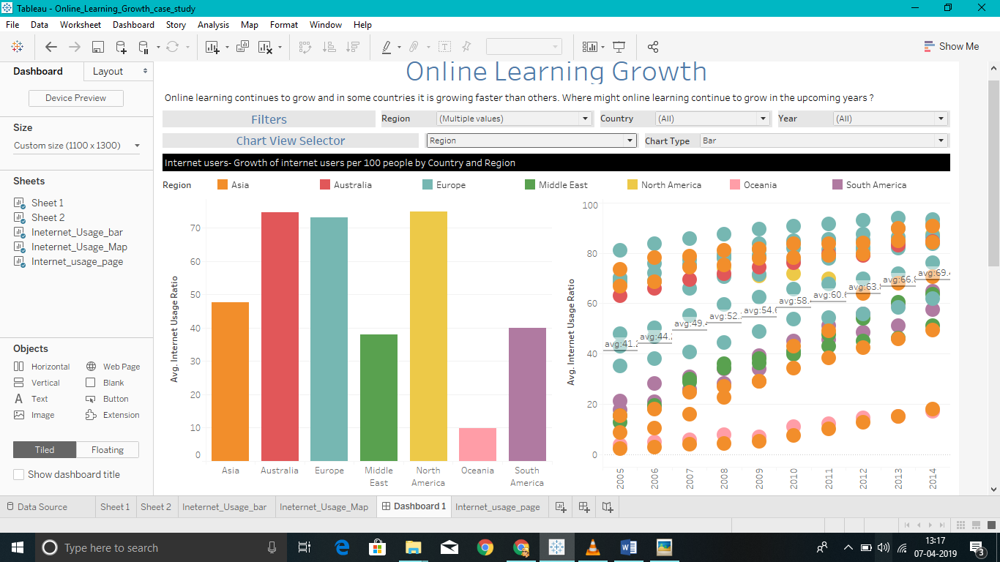 Tableau - Online_Learning_Growth_case_study
File Data Worksheet Dashboard Story Analysis Map Format Window Help
Show Me
Dashboard Layout
Device Preview
Size
Custom size (1100 x 1300)
Sheets
Sheet 1
Sheet 2
Ineternet_Usage_bar
Ineternet_Usage_Map
Internet_usage_page
Objects
Horizontal Web Page
Vertical Blank
A Text Button
Image Extension
Tiled Floating
Show dashboard title
Online Learning Growth
Online learning continues to grow and in some countries it is growing faster than others. Where might online learning continue to grow in the upcoming years ?
Filters Region (Multiple values) Country (All) Year (All)
Chart View Selector Region Chart Type Bar
Internet users- Growth of internet users per 100 people by Country and Region
Region Asia Australia Europe Middle East North America Oceania South America
Avg. Internet Usage Ratio
70
60
50
40
30
20
10
0
Asia Australia Europe Middle East North America Oceania South America
Avg. Internet Usage Ratio
100
80
60
40
20
0
avg:41.2 avg:44.2 avg:49.4 avg:52. avg:54.6 avg:58. avg:60.6 avg:63.8 avg:66.8 avg:69.4
2005 2006 2007 2008 2009 2010 2011 2012 2013 2014
Data Source Sheet 1 Sheet 2 Ineternet_Usage_bar Ineternet_Usage_Map Dashboard 1 Internet_usage_page
Type here to search
13:17
07-04-2019
3